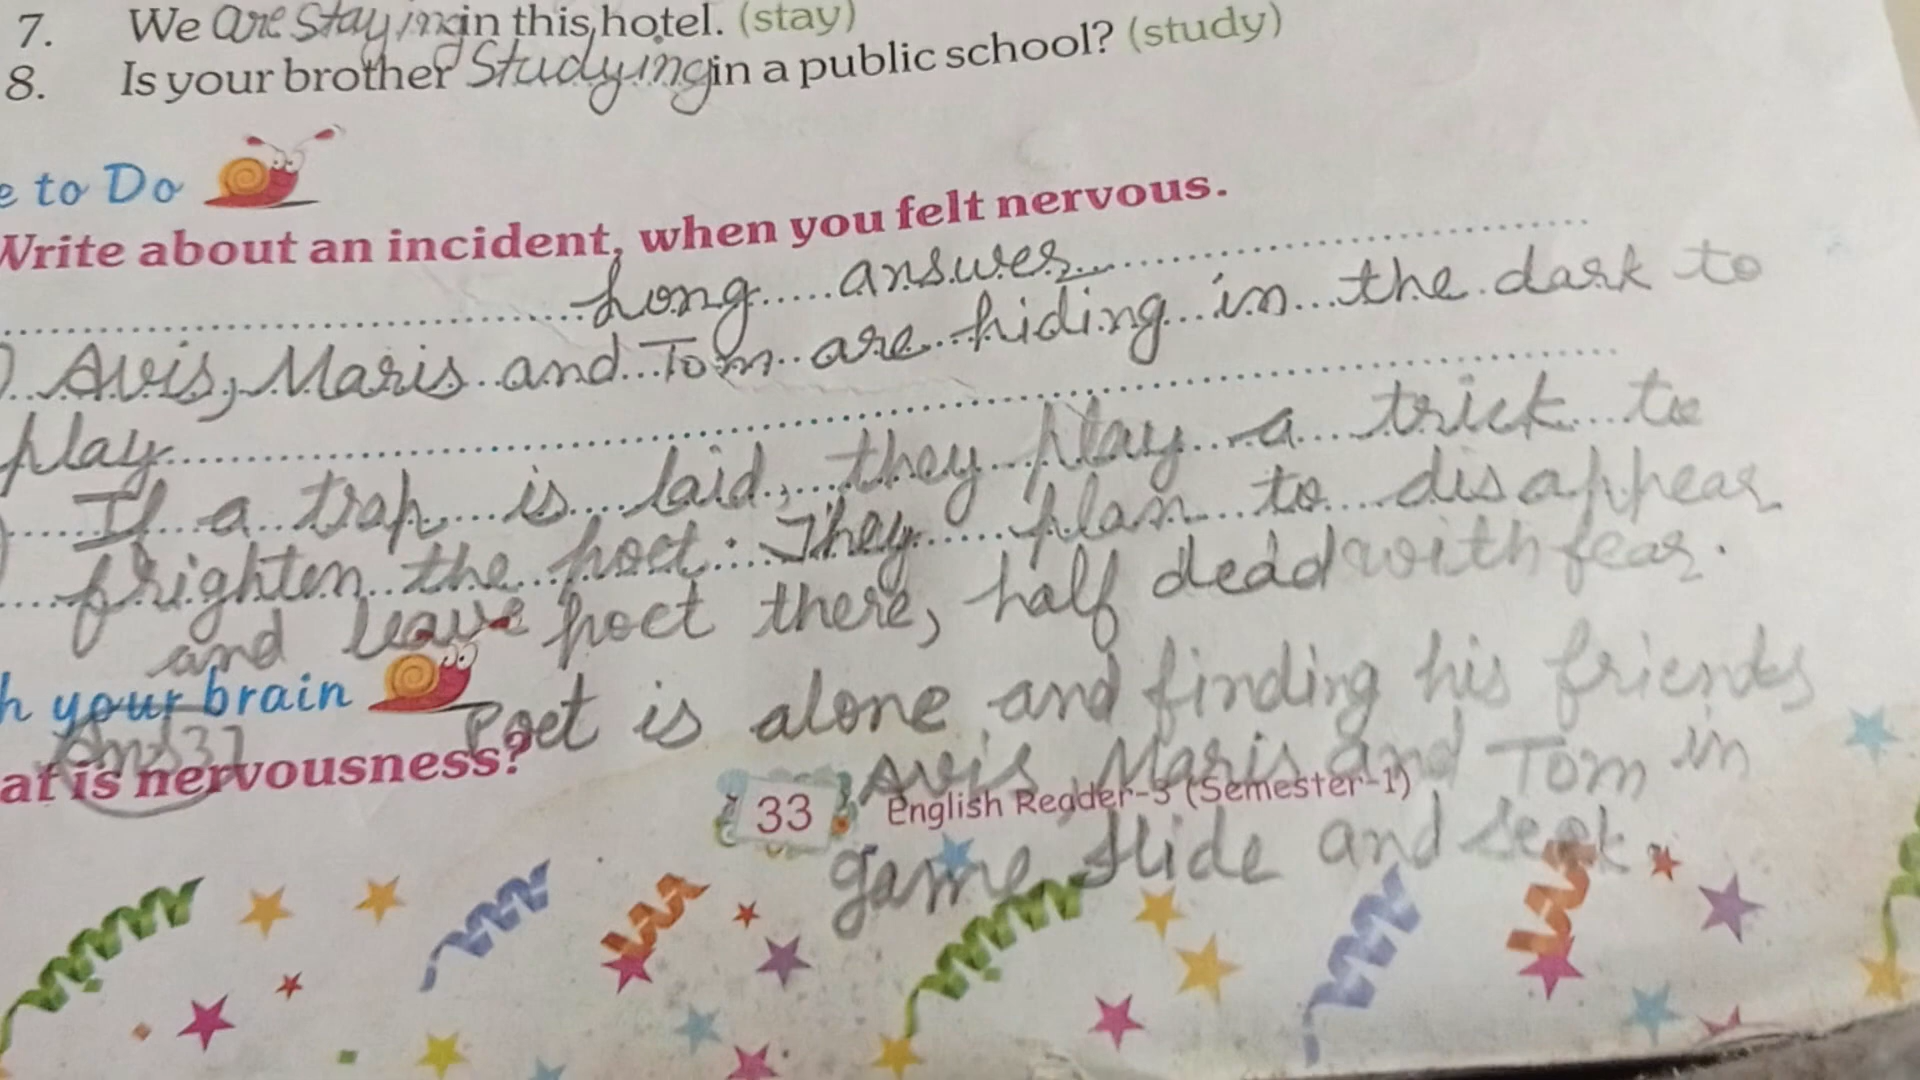 7. We are Staying in this hotel. (stay)
8. Is your brother Studying in a public school? (study)
e to Do
Write about an incident, when you felt nervous.
Long answer
Avis, Maris and Tom are hiding in the dark to
play
If a trap is laid, they play a trick to
frighten the poet. They plan to disappear
and leave poet there, half dead with fear.
h your brain
Poet is alone and finding his friends
at is nervousness?
Avis, Maris and Tom in
33 English Reader-3 (Semester-1)
game Hide and Seek